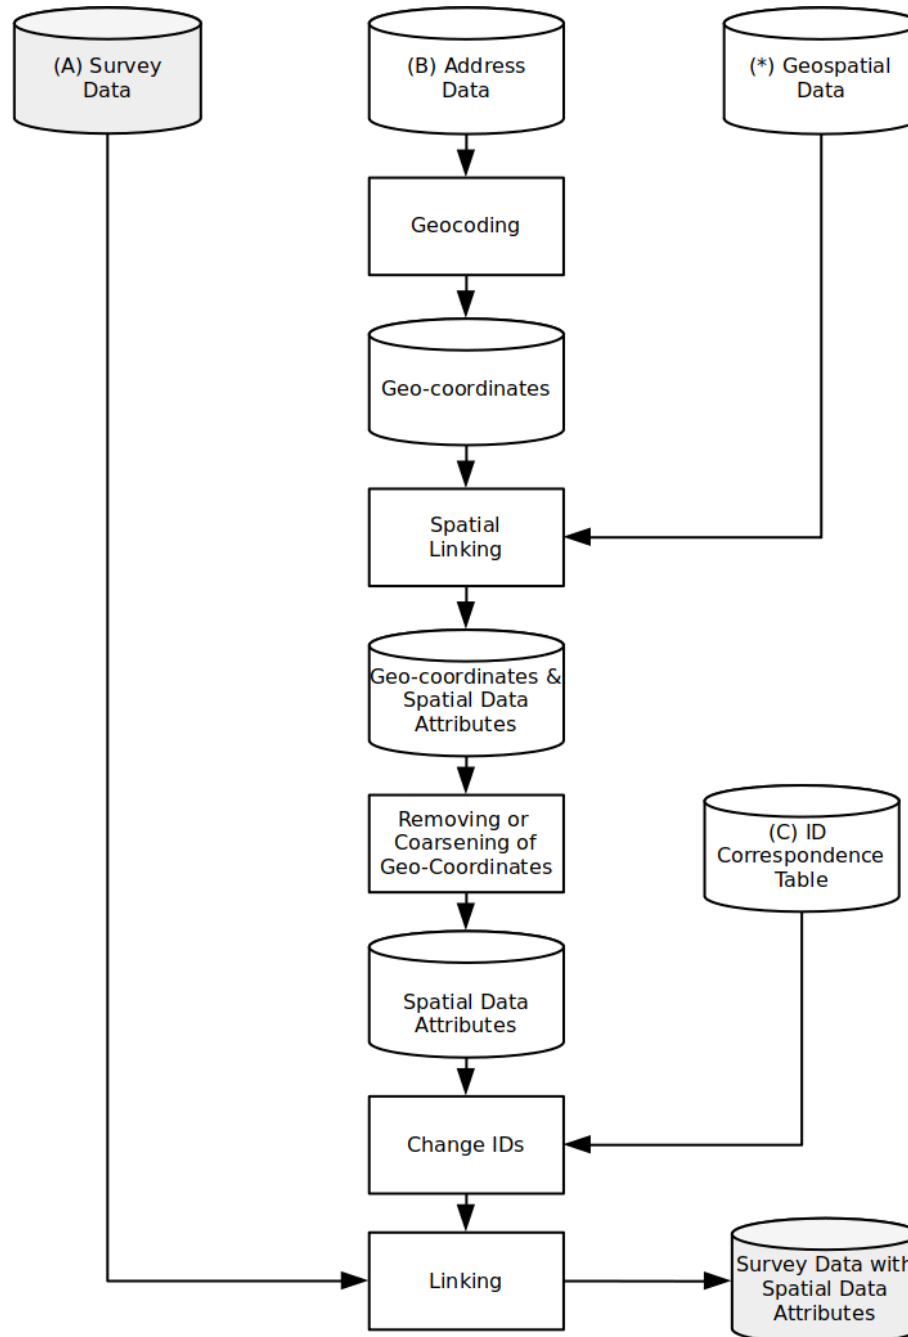 (A) Survey
Data
(B) Address
Data
(*) Geospatial
Data
Geocoding
Geo-coordinates
Spatial
Linking
Geo-coordinates &
Spatial Data
Attributes
Removing or
Coarsening of
Geo-Coordinates
(C) ID
Correspondence
Table
Spatial Data
Attributes
Change IDs
Linking
Survey Data with
Spatial Data
Attributes